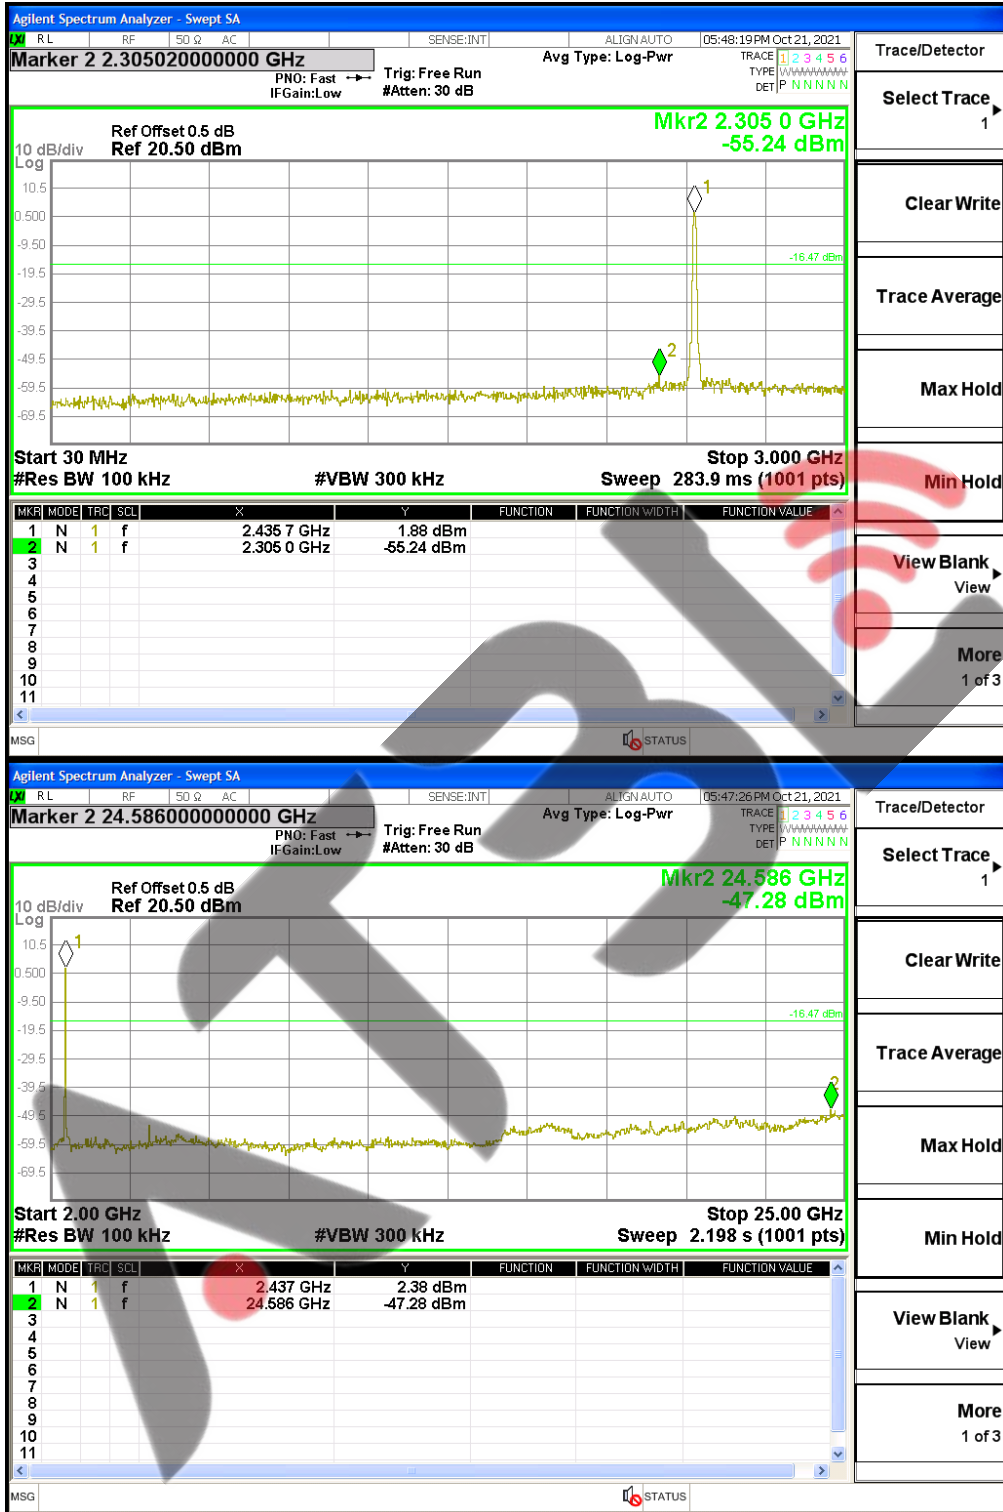 Agilent Spectrum Analyzer - Swept SA
LXI RL RF 50 Ω AC SENSE:INT ALIGN AUTO 05:48:19 PM Oct 21, 2021
Marker 2 2.305020000000 GHz
PNO: Fast
IFGain:Low
Trig: Free Run
#Atten: 30 dB
Avg Type: Log-Pwr
TRACE 1 2 3 4 5 6
TYPE
DET P N N N N N
Mkr2 2.305 0 GHz
-55.24 dBm
Ref Offset 0.5 dB
10 dB/div Ref 20.50 dBm
Log
10.5
0.500
-9.50
-19.5
-29.5
-39.5
-49.5
-59.5
-69.5
1
-16.47 dBm
2
Start 30 MHz Stop 3.000 GHz
#Res BW 100 kHz #VBW 300 kHz Sweep 283.9 ms (1001 pts)
MKR MODE TRC SCL X Y FUNCTION FUNCTION WIDTH FUNCTION VALUE
1 N 1 f 2.435 7 GHz 1.88 dBm
2 N 1 f 2.305 0 GHz -55.24 dBm
3
4
5
6
7
8
9
10
11
MSG STATUS
Trace/Detector
Select Trace
1
Clear Write
Trace Average
Max Hold
Min Hold
View Blank
View
More
1 of 3
Agilent Spectrum Analyzer - Swept SA
LXI RL RF 50 Ω AC SENSE:INT ALIGN AUTO 05:47:26 PM Oct 21, 2021
Marker 2 24.586000000000 GHz
PNO: Fast
IFGain:Low
Trig: Free Run
#Atten: 30 dB
Avg Type: Log-Pwr
TRACE 1 2 3 4 5 6
TYPE
DET P N N N N N
Mkr2 24.586 GHz
-47.28 dBm
Ref Offset 0.5 dB
10 dB/div Ref 20.50 dBm
Log
10.5
0.500
-9.50
-19.5
-29.5
-39.5
-49.5
-59.5
-69.5
1
-16.47 dBm
2
Start 2.00 GHz Stop 25.00 GHz
#Res BW 100 kHz #VBW 300 kHz Sweep 2.198 s (1001 pts)
MKR MODE TRC SCL X Y FUNCTION FUNCTION WIDTH FUNCTION VALUE
1 N 1 f 2.437 GHz 2.38 dBm
2 N 1 f 24.586 GHz -47.28 dBm
3
4
5
6
7
8
9
10
11
MSG STATUS
Trace/Detector
Select Trace
1
Clear Write
Trace Average
Max Hold
Min Hold
View Blank
View
More
1 of 3